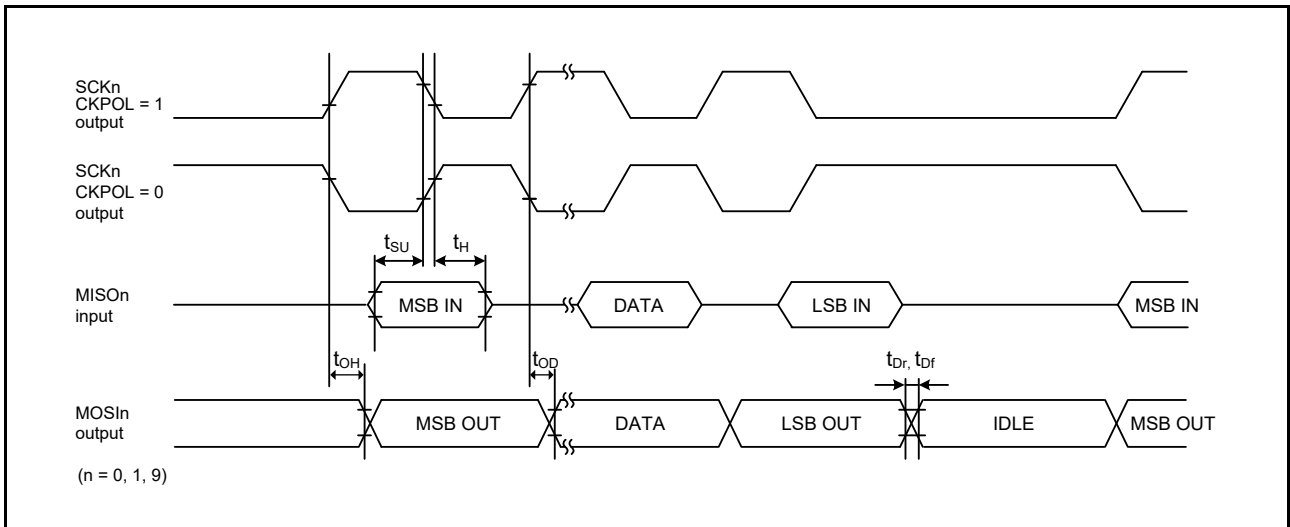 SCKn
CKPOL = 1
output
SCKn
CKPOL = 0
output
tSU
tH
MISOn
input
MSB IN
DATA
LSB IN
MSB IN
tOH
tOD
tDr, tDf
MOSIn
output
MSB OUT
DATA
LSB OUT
IDLE
MSB OUT
(n = 0, 1, 9)